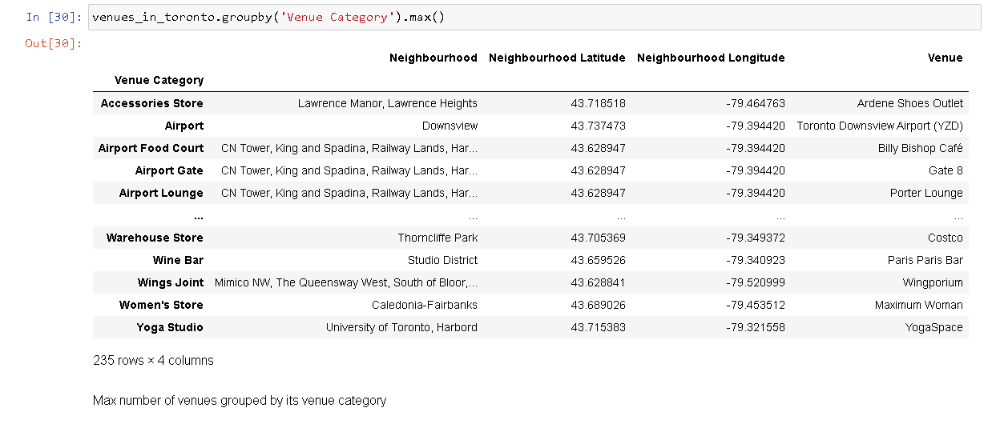 In [30]: venues_in_toronto.groupby('Venue Category').max()
Out[30]:
Neighbourhood Neighbourhood Latitude Neighbourhood Longitude Venue
Venue Category
Accessories Store Lawrence Manor, Lawrence Heights 43.718518 -79.464763 Ardene Shoes Outlet
Airport Downsview 43.737473 -79.394420 Toronto Downsview Airport (YZD)
Airport Food Court CN Tower, King and Spadina, Railway Lands, Har... 43.628947 -79.394420 Billy Bishop Café
Airport Gate CN Tower, King and Spadina, Railway Lands, Har... 43.628947 -79.394420 Gate 8
Airport Lounge CN Tower, King and Spadina, Railway Lands, Har... 43.628947 -79.394420 Porter Lounge
... ... ... ... ...
Warehouse Store Thorncliffe Park 43.705369 -79.349372 Costco
Wine Bar Studio District 43.659526 -79.340923 Paris Paris Bar
Wings Joint Mimico NW, The Queensway West, South of Bloor,... 43.628841 -79.520999 Wingporium
Women's Store Caledonia-Fairbanks 43.689026 -79.453512 Maximum Woman
Yoga Studio University of Toronto, Harbord 43.715383 -79.321558 YogaSpace
235 rows × 4 columns
Max number of venues grouped by its venue category